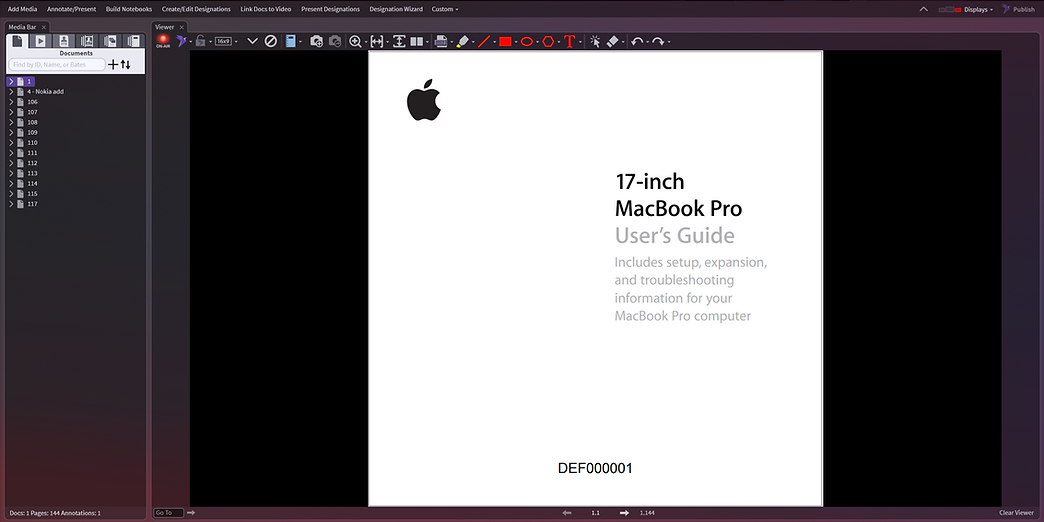 Add Media Annotate/Present Build Notebooks Create/Edit Designations Link Docs to Video Present Designations Designation Wizard Custom Displays Publish
Media Bar
Viewer
ON-AIR
16x9
T
Documents
Find by ID, Name, or Bates
1
4 - Nokia add
106
107
108
109
110
111
112
113
114
115
117
17-inch
MacBook Pro
User's Guide
Includes setup, expansion,
and troubleshooting
information for your
MacBook Pro computer
DEF000001
Docs: 1 Pages: 144 Annotations: 1
Go To
1.1
1.144
Clear Viewer